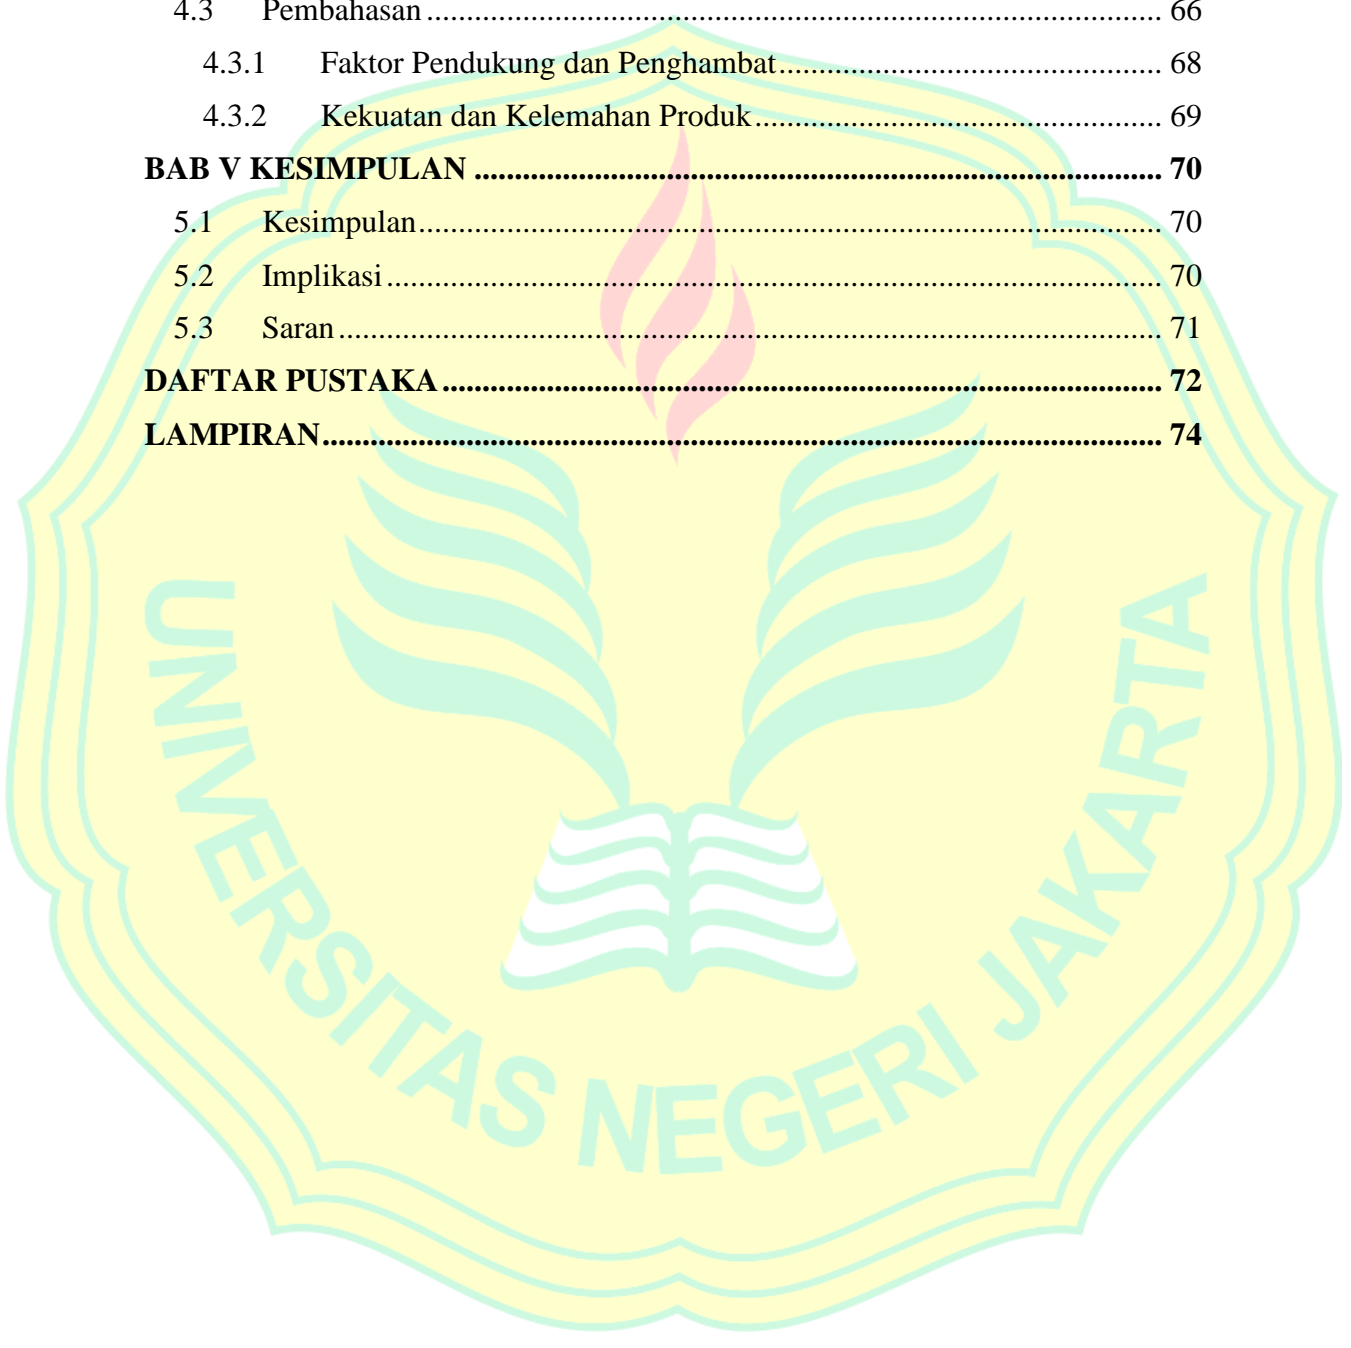 4.3 Pembahasan ........ 66
4.3.1 Faktor Pendukung dan Penghambat ........ 68
4.3.2 Kekuatan dan Kelemahan Produk ........ 69
BAB V KESIMPULAN ........ 70
5.1 Kesimpulan ........ 70
5.2 Implikasi ........ 70
5.3 Saran ........ 71
DAFTAR PUSTAKA ........ 72
LAMPIRAN ........ 74
UNIVERSITAS NEGERI JAKARTA